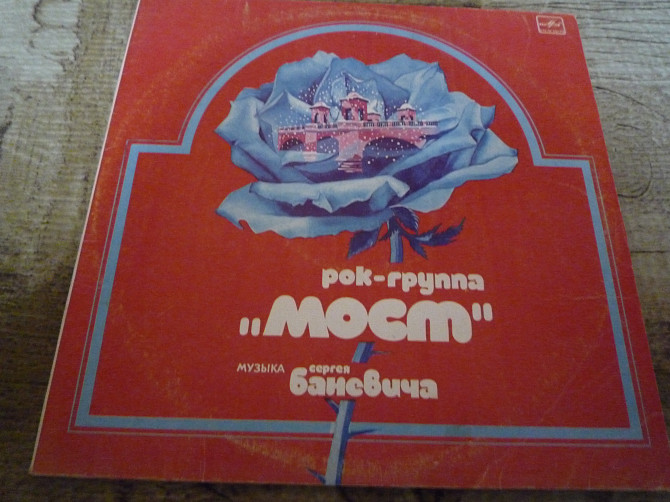 рок-группа
„мост"
музыка сергея
баневича